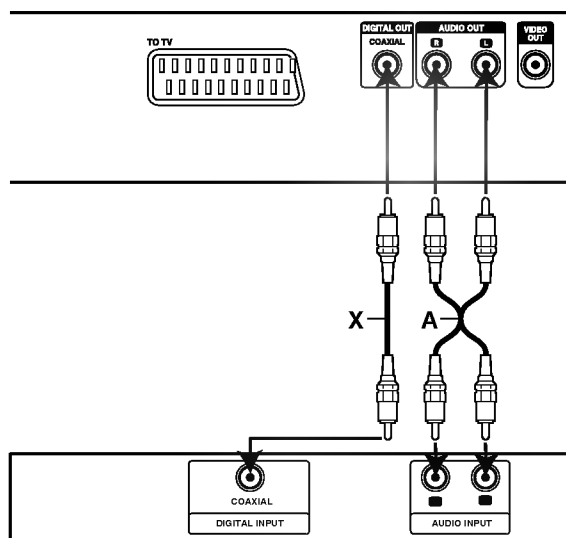 DIGITAL OUT
AUDIO OUT
VIDEO
OUT
TO TV
COAXIAL
R
L
X
A
COAXIAL
DIGITAL INPUT
AUDIO INPUT